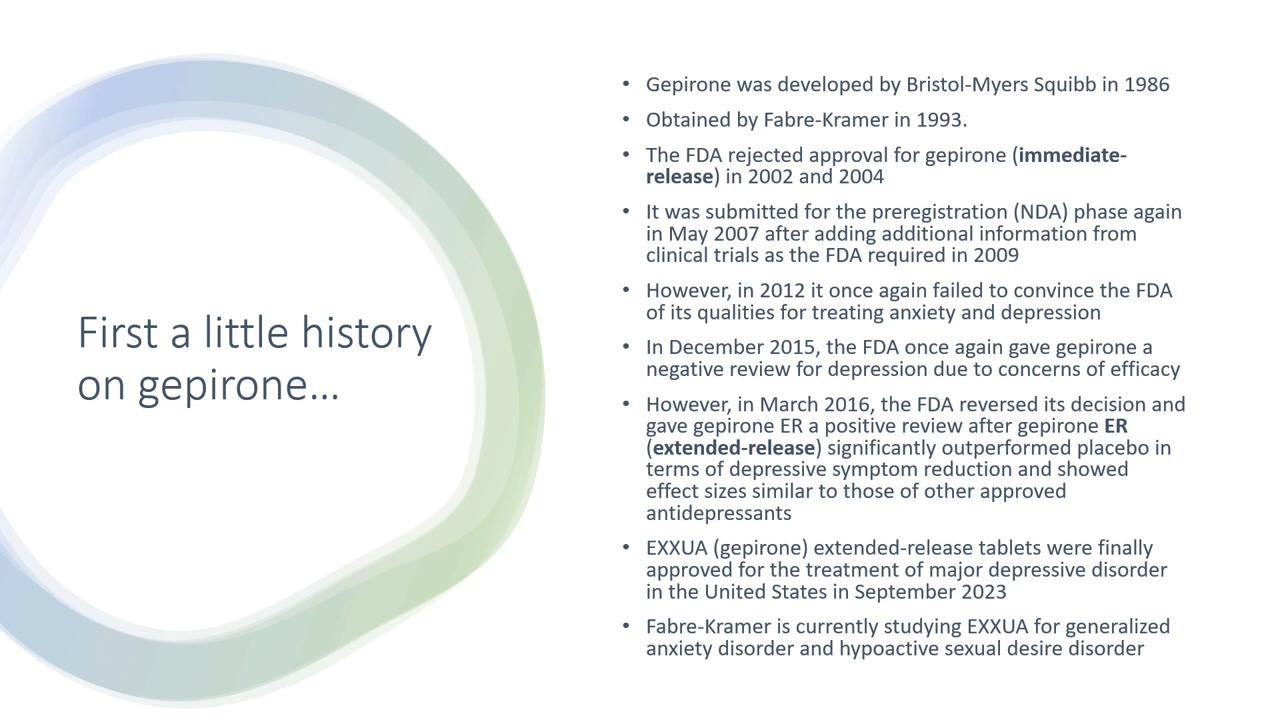 First a little history
on gepirone...
• Gepirone was developed by Bristol-Myers Squibb in 1986
• Obtained by Fabre-Kramer in 1993.
• The FDA rejected approval for gepirone (immediate-
release) in 2002 and 2004
• It was submitted for the preregistration (NDA) phase again
in May 2007 after adding additional information from
clinical trials as the FDA required in 2009
• However, in 2012 it once again failed to convince the FDA
of its qualities for treating anxiety and depression
• In December 2015, the FDA once again gave gepirone a
negative review for depression due to concerns of efficacy
• However, in March 2016, the FDA reversed its decision and
gave gepirone ER a positive review after gepirone ER
(extended-release) significantly outperformed placebo in
terms of depressive symptom reduction and showed
effect sizes similar to those of other approved
antidepressants
• EXXUA (gepirone) extended-release tablets were finally
approved for the treatment of major depressive disorder
in the United States in September 2023
• Fabre-Kramer is currently studying EXXUA for generalized
anxiety disorder and hypoactive sexual desire disorder